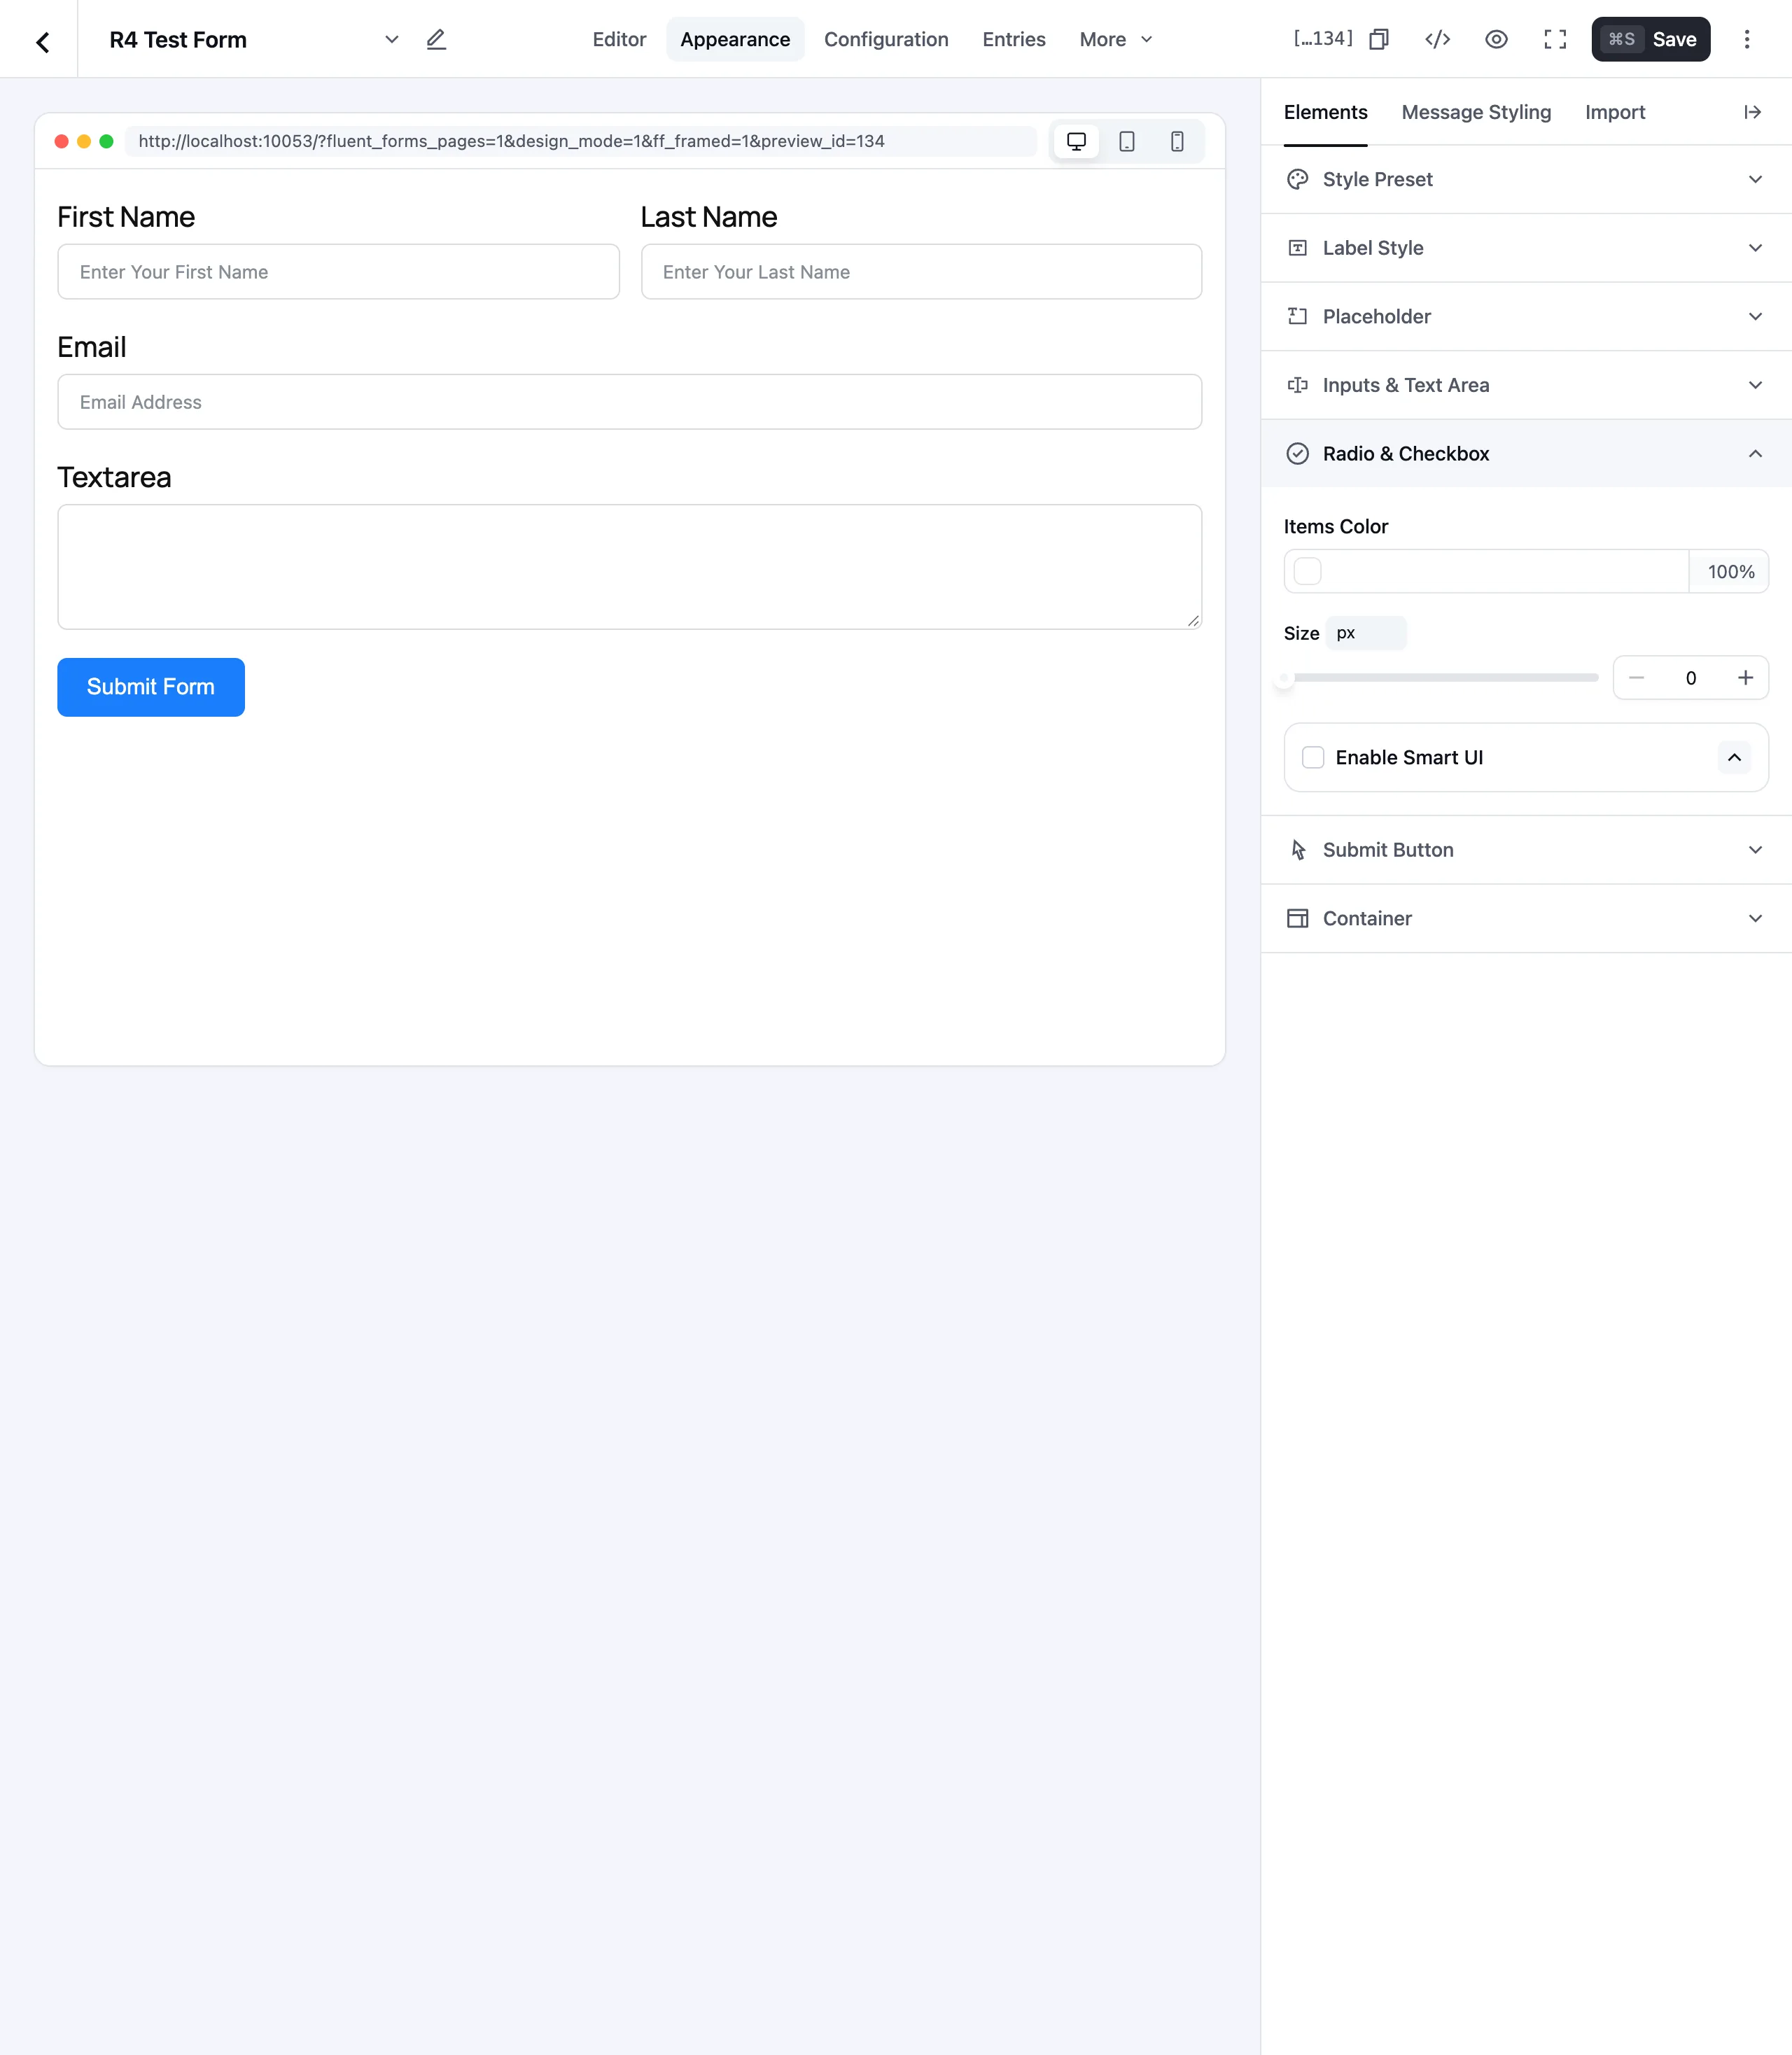 R4 Test Form
Editor
Appearance
Configuration
Entries
More
[…134]
⌘S Save
http://localhost:10053/?fluent_forms_pages=1&design_mode=1&ff_framed=1&preview_id=134
First Name
Last Name
Enter Your First Name
Enter Your Last Name
Email
Email Address
Textarea
Submit Form
Elements
Message Styling
Import
Style Preset
Label Style
Placeholder
Inputs & Text Area
Radio & Checkbox
Items Color
100%
Size px
0
Enable Smart UI
Submit Button
Container